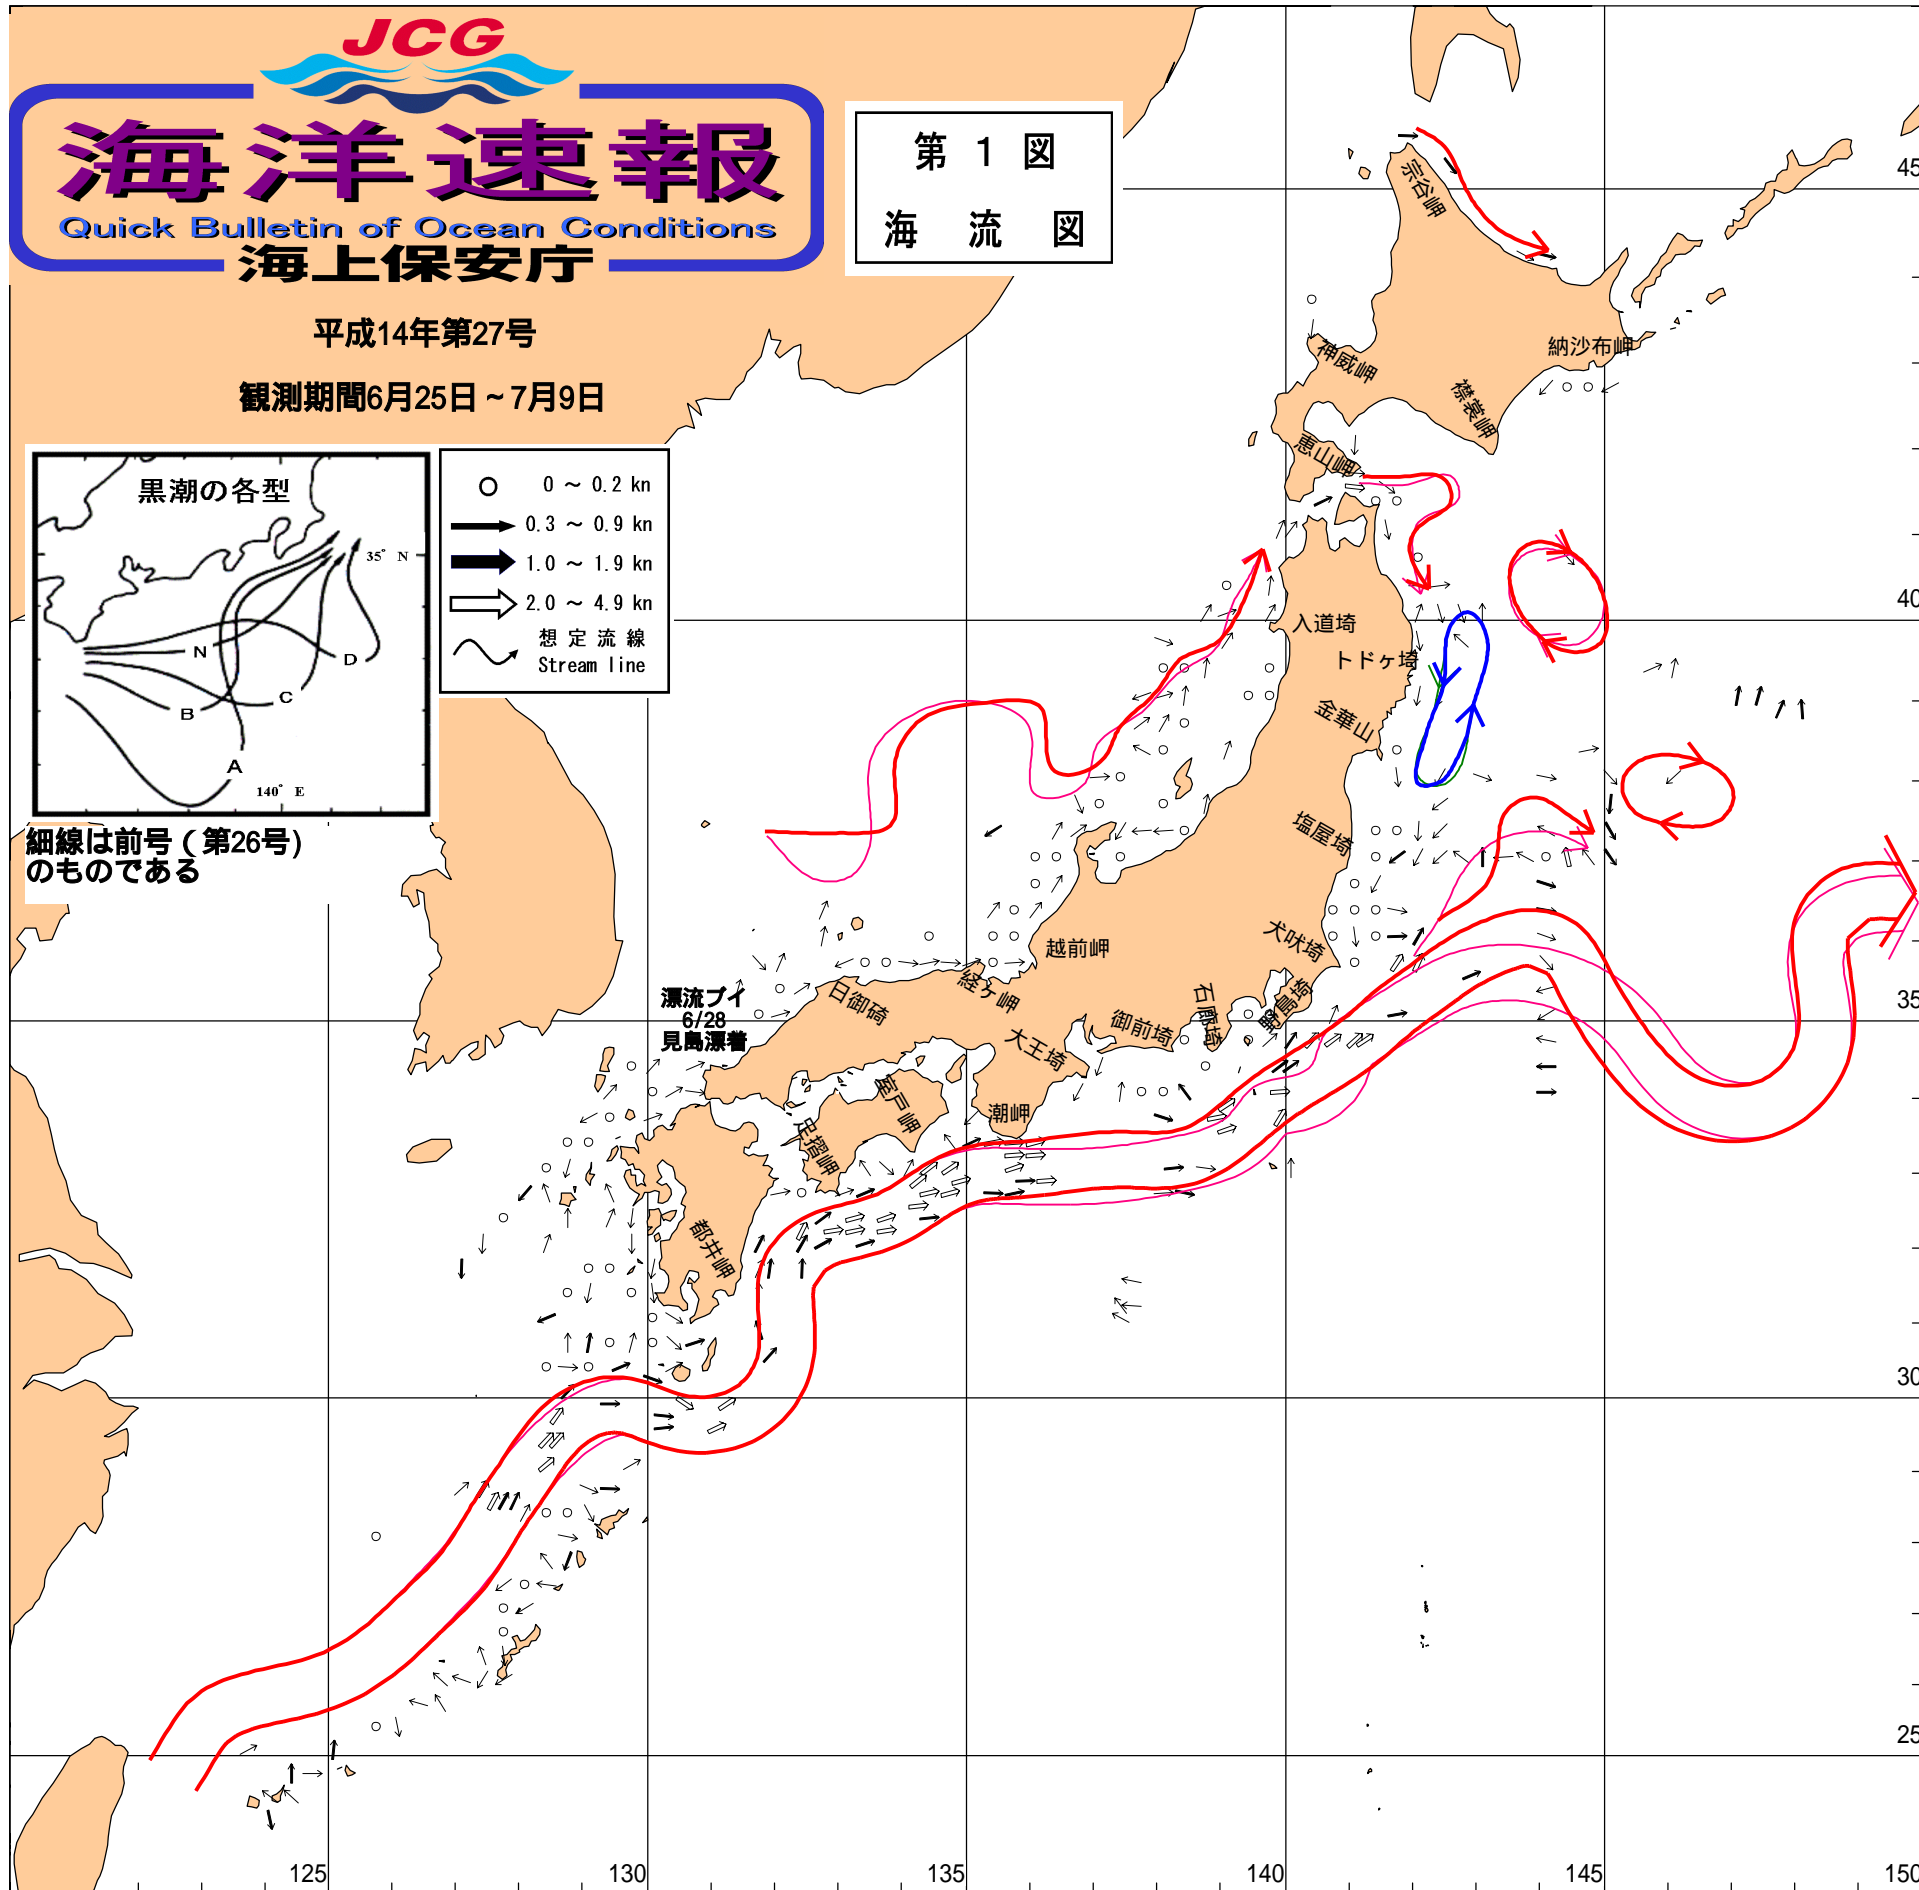 JCG
海洋速報
Quick Bulletin of Ocean Conditions
海上保安庁
第 1 図
海 流 図
平成14年第27号
観測期間6月25日~7月9日
黒潮の各型
35° N
N
D
C
B
A
140° E
0 ～ 0.2 kn
0.3 ～ 0.9 kn
1.0 ～ 1.9 kn
2.0 ～ 4.9 kn
想定流線
Stream line
細線は前号(第26号)
のものである
宗谷岬
納沙布岬
神威岬
襟裳岬
恵山岬
入道埼
トドヶ埼
金華山
塩屋埼
犬吠埼
野島埼
石廊埼
御前埼
大王埼
潮岬
越前岬
経ヶ岬
日御碕
室戸岬
足摺岬
都井岬
漂流ブイ
6/28
見島漂着
45
40
35
30
25
125
130
135
140
145
150